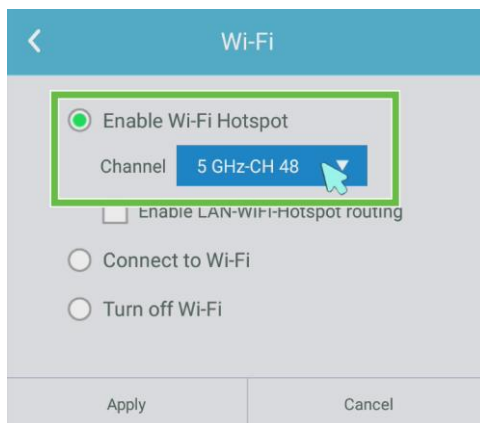 Wi-Fi
Enable Wi-Fi Hotspot
Channel 5 GHz-CH 48
Enable LAN-WiFi-Hotspot routing
Connect to Wi-Fi
Turn off Wi-Fi
Apply Cancel